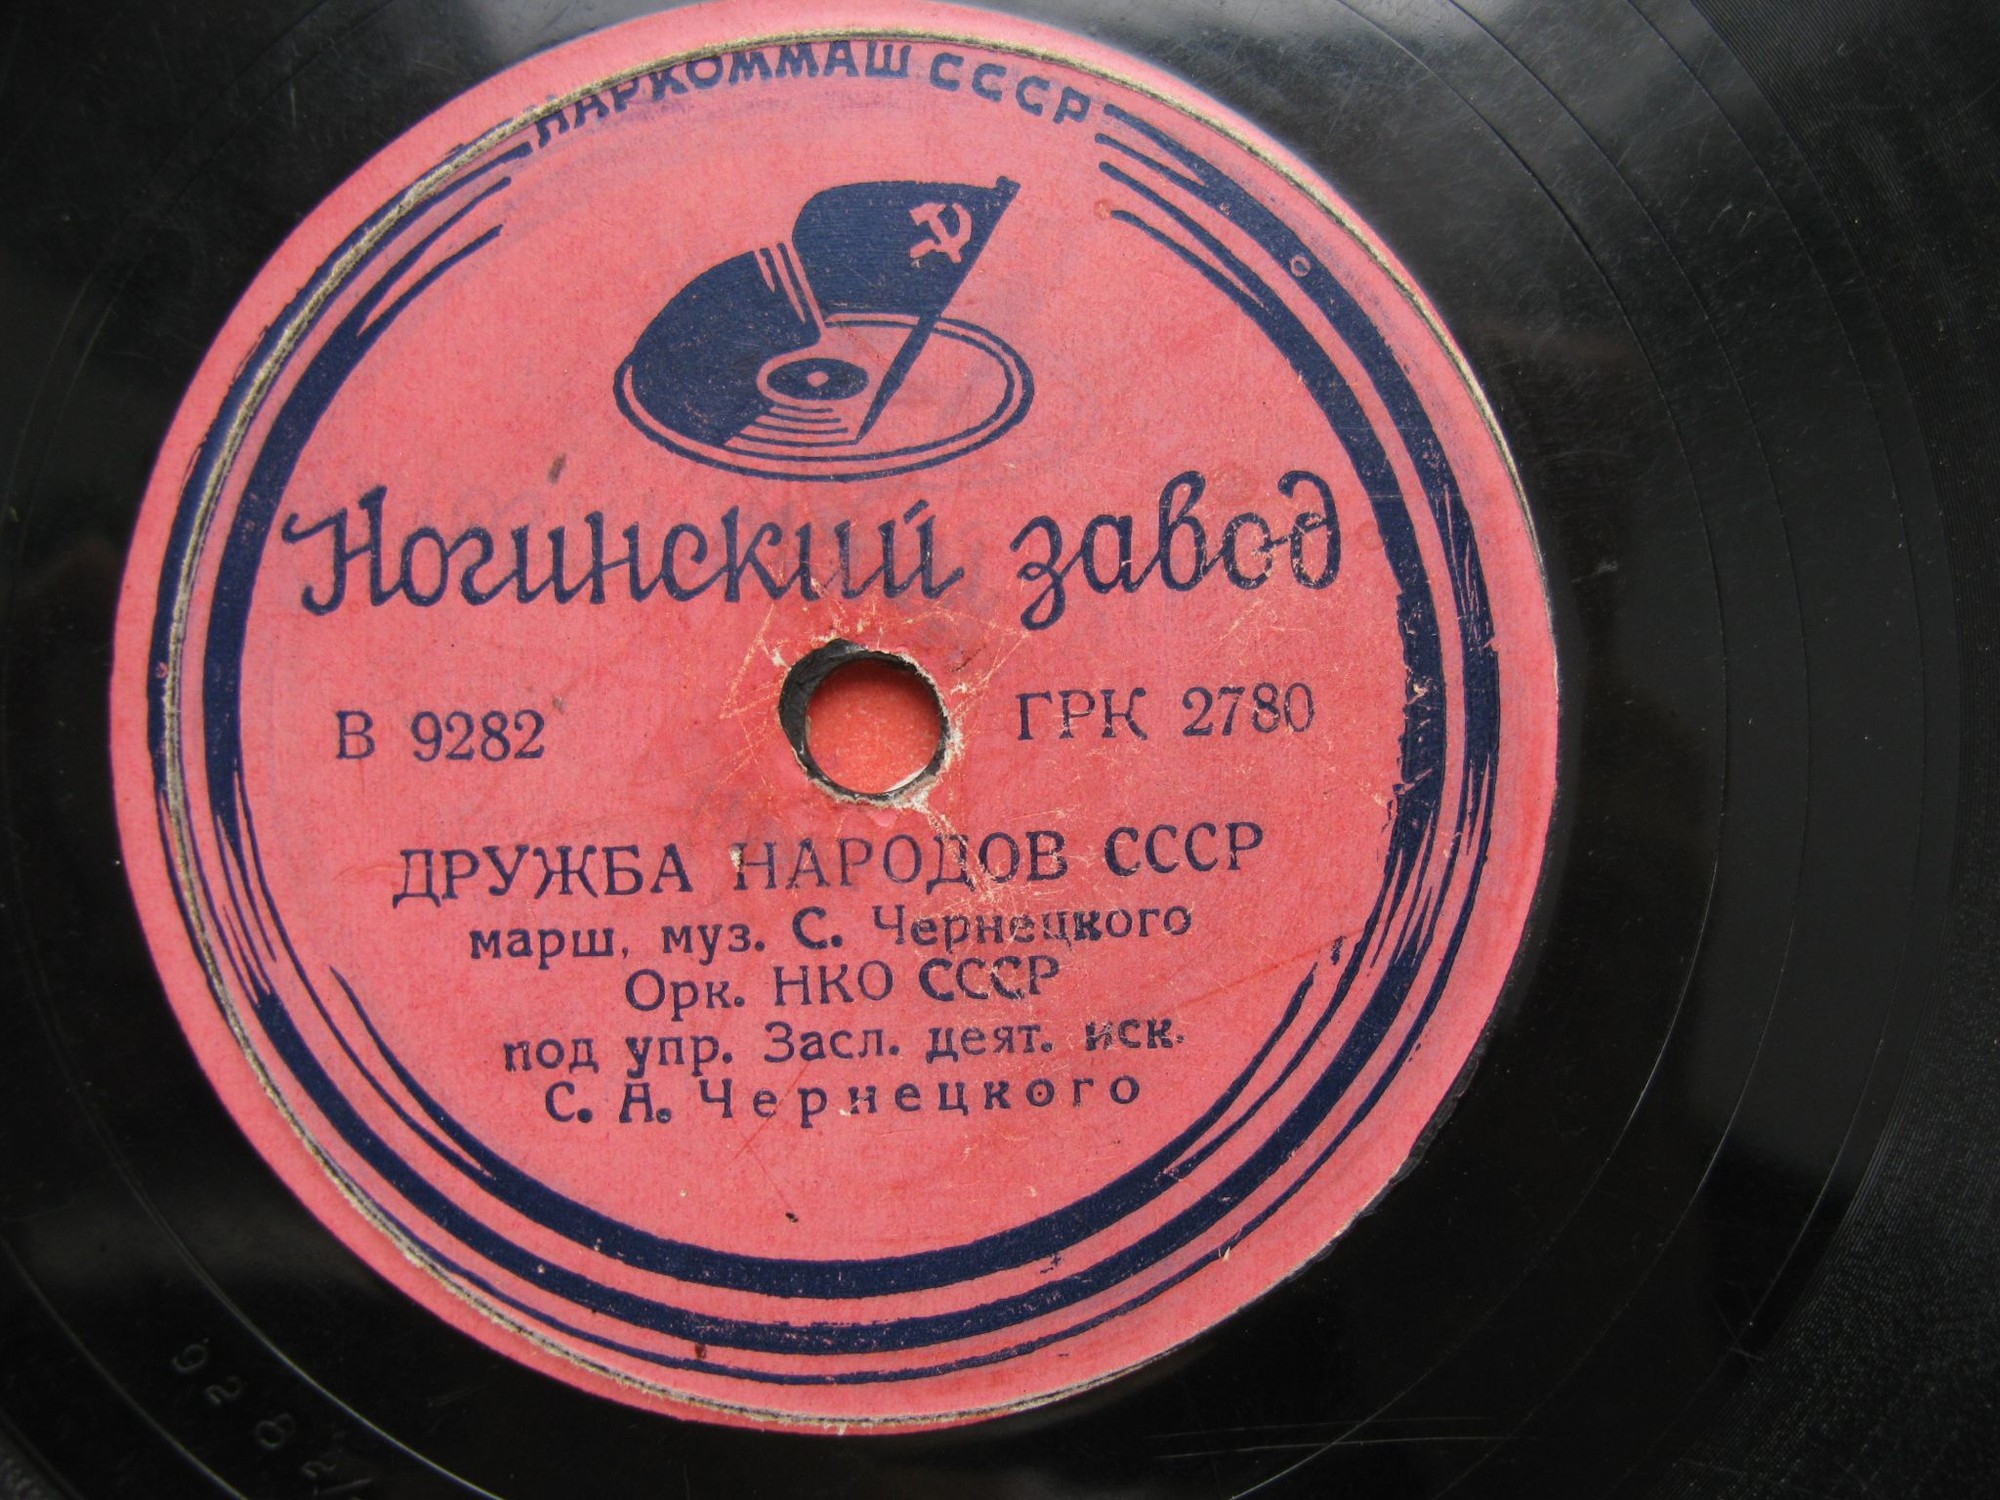 НАРКОММАШ СССР
Ногинский завод
В 9282 ГРК 2780
ДРУЖБА НАРОДОВ СССР
марш, муз. С. Чернецкого
Орк. НКО СССР
под упр. Засл. деят. иск.
С. А. Чернецкого
9282/